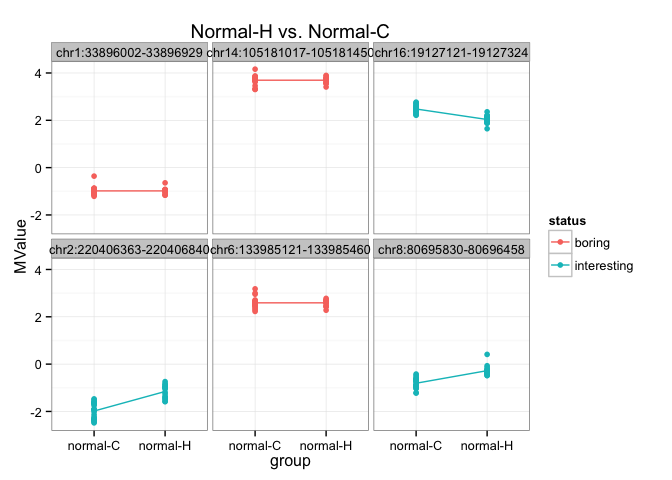 Normal-H vs. Normal-C
chr1:33896002-33896929
chr14:105181017-105181450
chr16:19127121-19127324
4
2
0
-2
chr2:220406363-220406840
chr6:133985121-133985460
chr8:80695830-80696458
4
2
0
-2
MValue
normal-C normal-H normal-C normal-H normal-C normal-H
group
status
boring
interesting